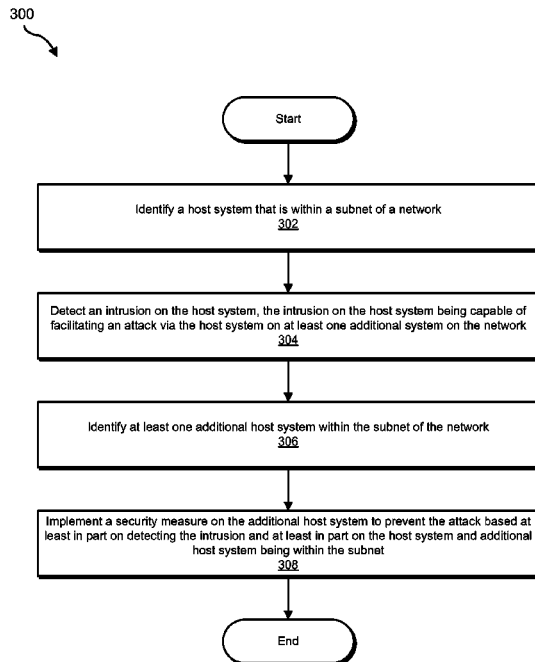 300
Start
Identify a host system that is within a subnet of a network
302
Detect an intrusion on the host system, the intrusion on the host system being capable of
facilitating an attack via the host system on at least one additional system on the network
304
Identify at least one additional host system within the subnet of the network
306
Implement a security measure on the additional host system to prevent the attack based at
least in part on detecting the intrusion and at least in part on the host system and additional
host system being within the subnet
308
End